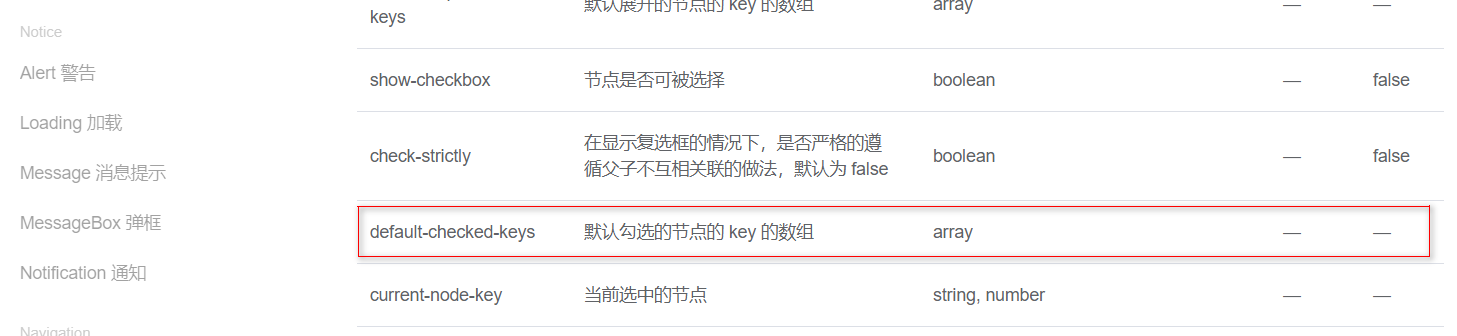 Notice
Alert 警告
Loading 加载
Message 消息提示
MessageBox 弹框
Notification 通知
Navigation
keys 默认展开的节点的 key 的数组 array — —
show-checkbox 节点是否可被选择 boolean — false
check-strictly 在显示复选框的情况下，是否严格的遵
循父子不互相关联的做法，默认为 false boolean — false
default-checked-keys 默认勾选的节点的 key 的数组 array — —
current-node-key 当前选中的节点 string, number — —